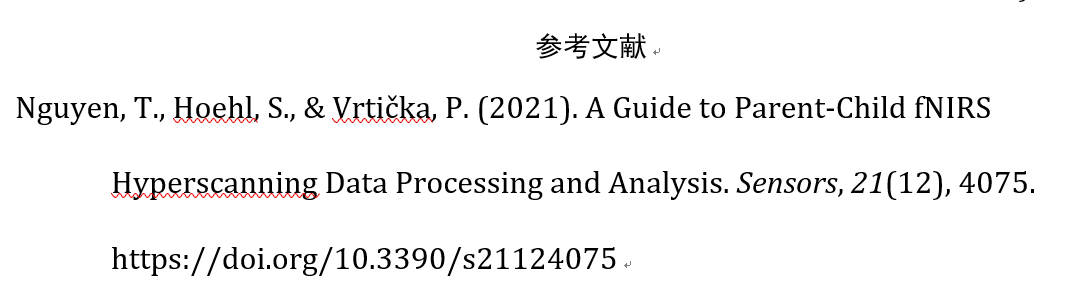 参考文献
Nguyen, T., Hoehl, S., & Vrtička, P. (2021). A Guide to Parent-Child fNIRS
Hyperscanning Data Processing and Analysis. Sensors, 21(12), 4075.
https://doi.org/10.3390/s21124075